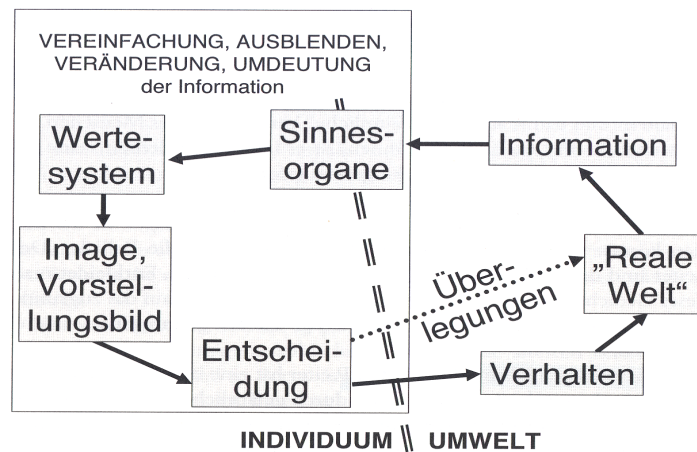 VEREINFACHUNG, AUSBLENDEN,
VERÄNDERUNG, UMDEUTUNG
der Information
Werte-
system
Sinnes-
organe
Information
Image,
Vorstel-
lungsbild
Über-
legungen
„Reale
Welt“
Entschei-
dung
Verhalten
INDIVIDUUM
UMWELT